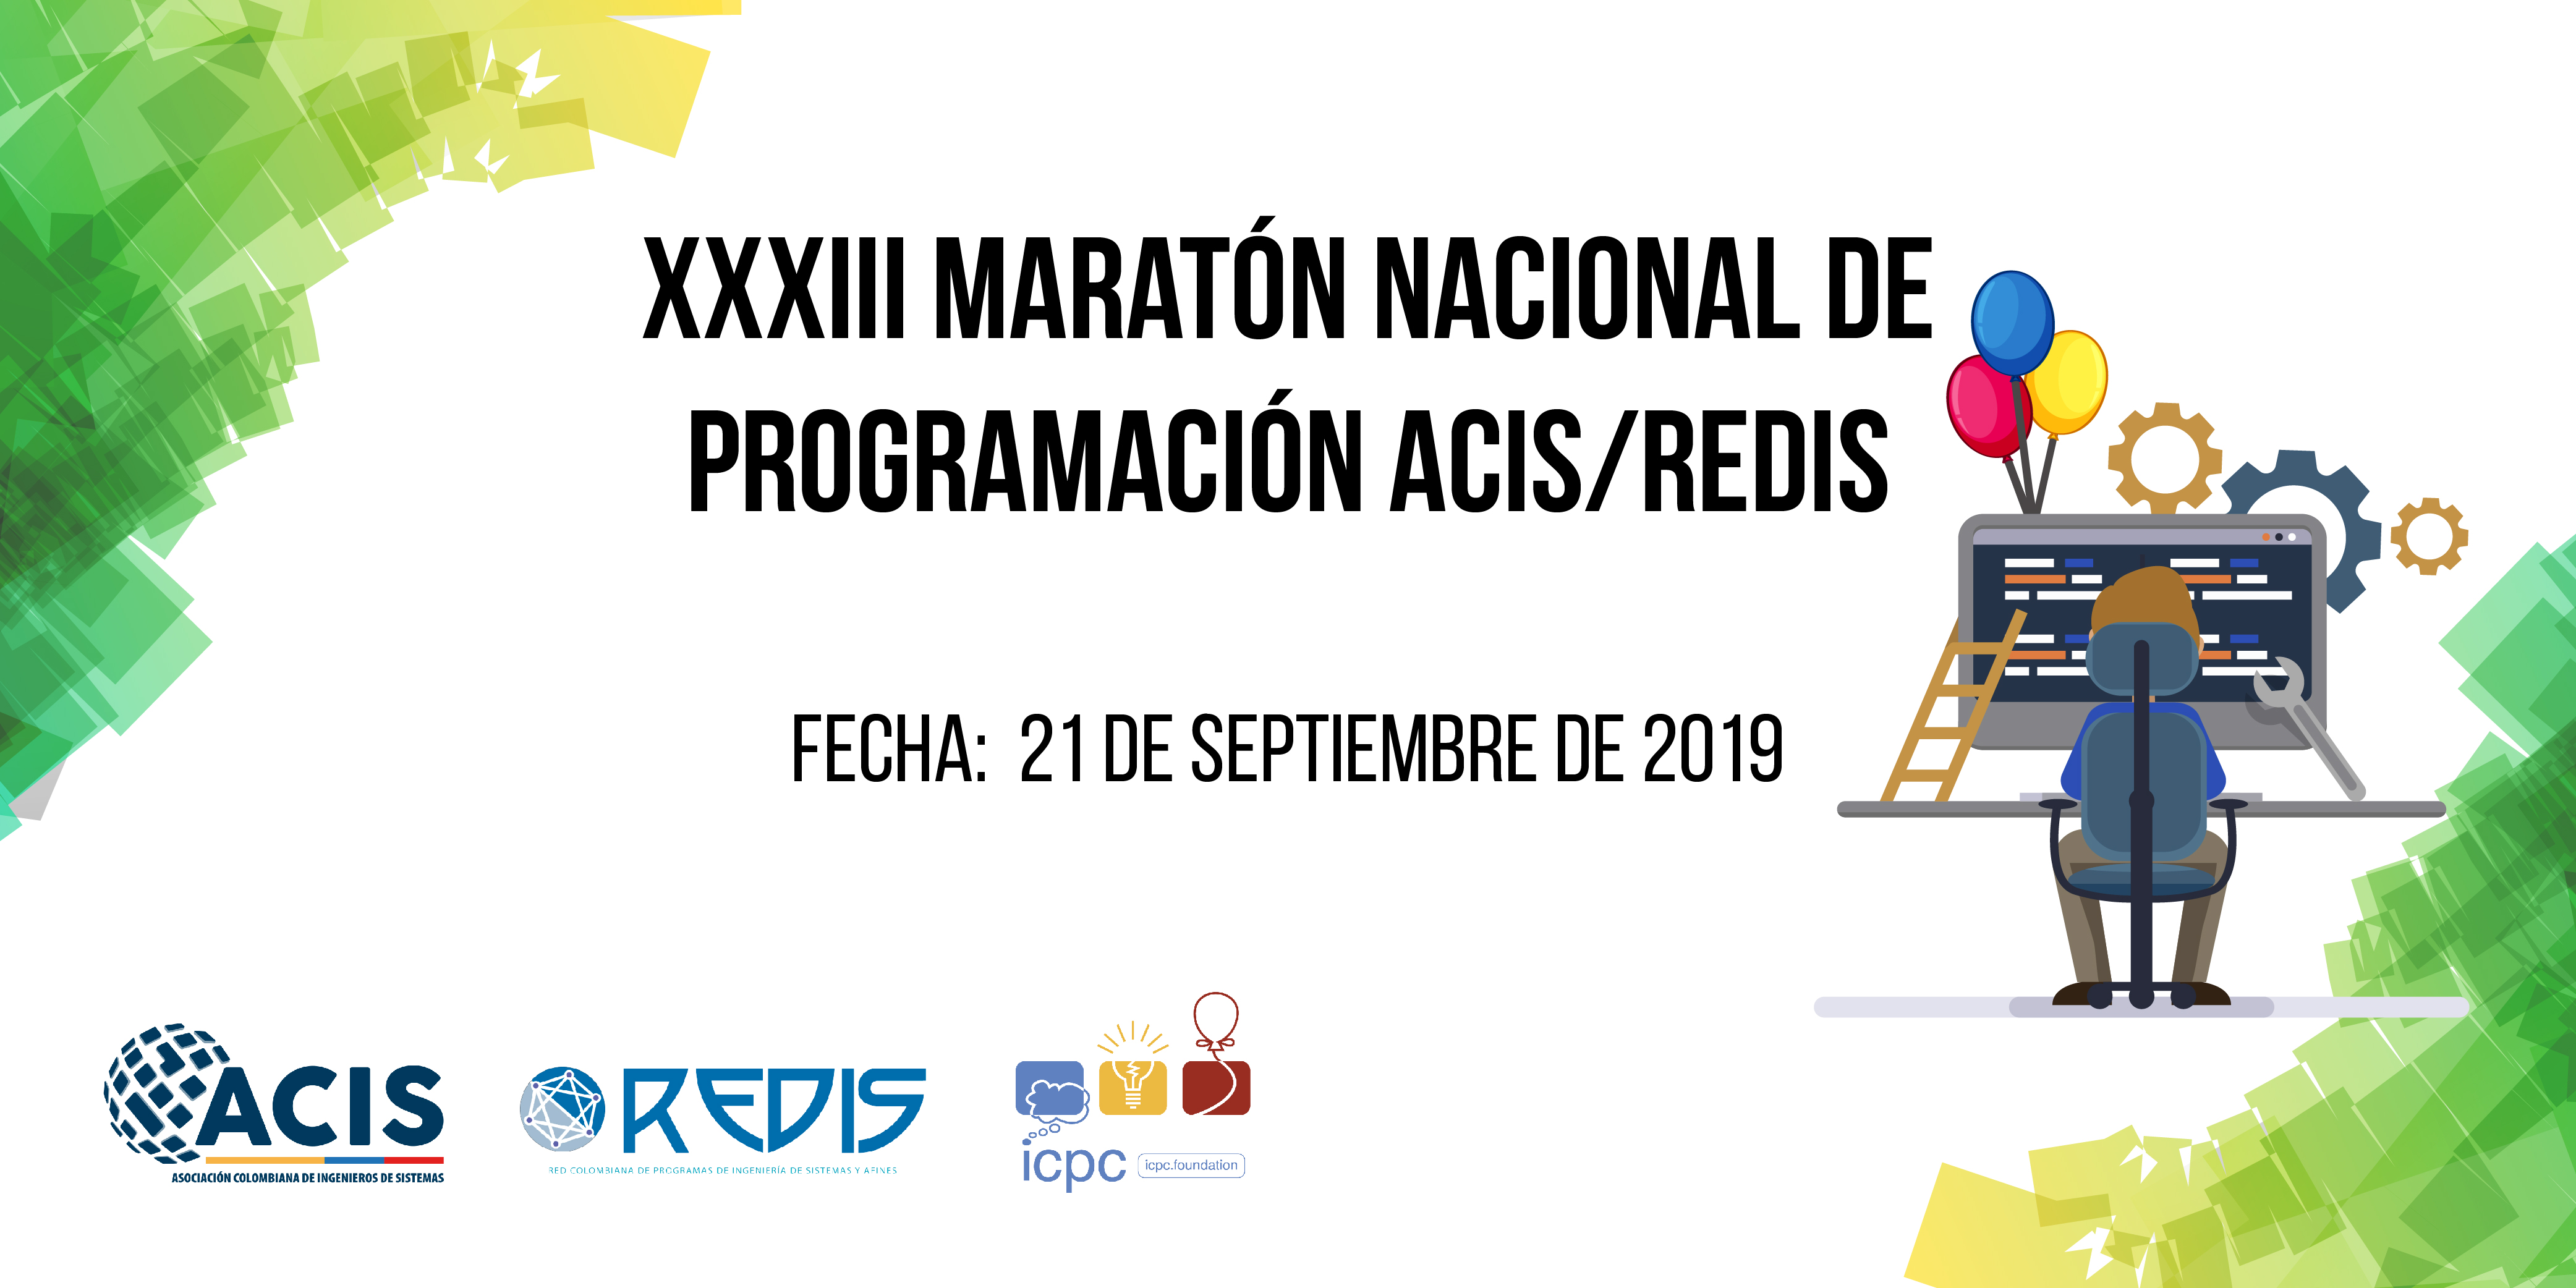 XXXIII MARATÓN NACIONAL DE
PROGRAMACIÓN ACIS/REDIS
FECHA: 21 DE SEPTIEMBRE DE 2019
ACIS
ASOCIACIÓN COLOMBIANA DE INGENIEROS DE SISTEMAS
REDIS
RED COLOMBIANA DE PROGRAMAS DE INGENIERÍA DE SISTEMAS Y AFINES
icpc
icpc.foundation